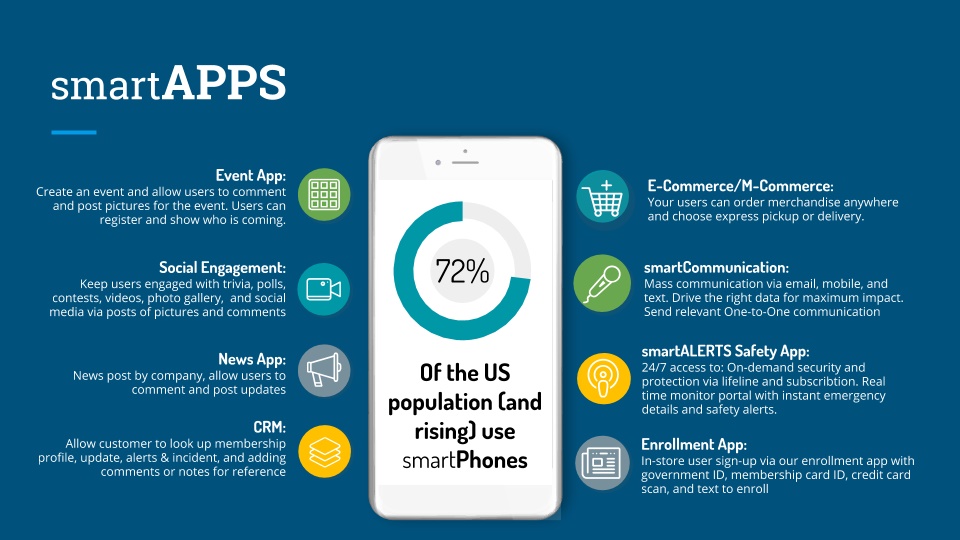 smartAPPS
Event App:
Create an event and allow users to comment
and post pictures for the event. Users can
register and show who is coming.
Social Engagement:
Keep users engaged with trivia, polls,
contests, videos, photo gallery, and social
media via posts of pictures and comments
News App:
News post by company, allow users to
comment and post updates
CRM:
Allow customer to look up membership
profile, update, alerts & incident, and adding
comments or notes for reference
72%
Of the US
population (and
rising) use
smartPhones
E-Commerce/M-Commerce:
Your users can order merchandise anywhere
and choose express pickup or delivery.
smartCommunication:
Mass communication via email, mobile, and
text. Drive the right data for maximum impact.
Send relevant One-to-One communication
smartALERTS Safety App:
24/7 access to: On-demand security and
protection via lifeline and subscribtion. Real
time monitor portal with instant emergency
details and safety alerts.
Enrollment App:
In-store user sign-up via our enrollment app with
government ID, membership card ID, credit card
scan, and text to enroll